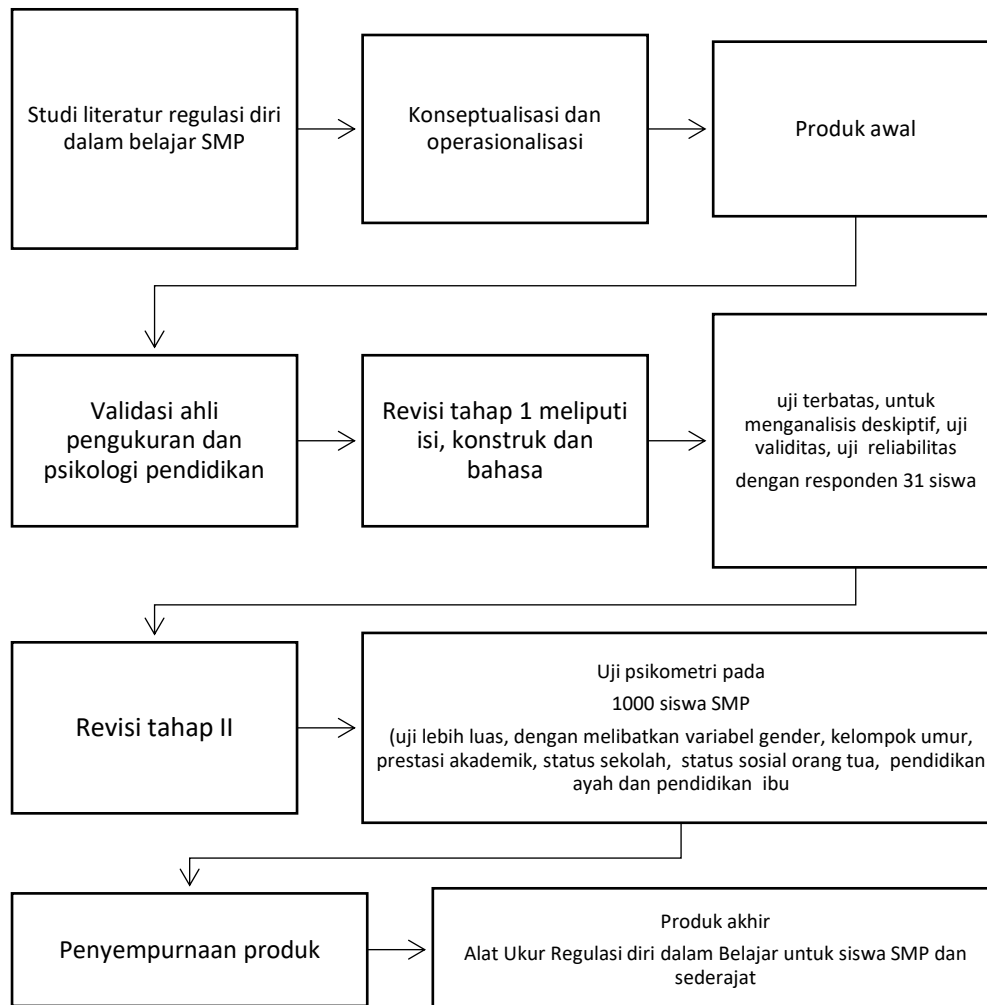 Studi literatur regulasi diri
dalam belajar SMP
Konseptualisasi dan
operasionalisasi
Produk awal
Validasi ahli
pengukuran dan
psikologi pendidikan
Revisi tahap 1 meliputi
isi, konstruk dan
bahasa
uji terbatas, untuk
menganalisis deskiptif, uji
validitas, uji reliabilitas
dengan responden 31 siswa
Revisi tahap II
Uji psikometri pada
1000 siswa SMP
(uji lebih luas, dengan melibatkan variabel gender, kelompok umur,
prestasi akademik, status sekolah, status sosial orang tua, pendidikan
ayah dan pendidikan ibu
Penyempurnaan produk
Produk akhir
Alat Ukur Regulasi diri dalam Belajar untuk siswa SMP dan
sederajat